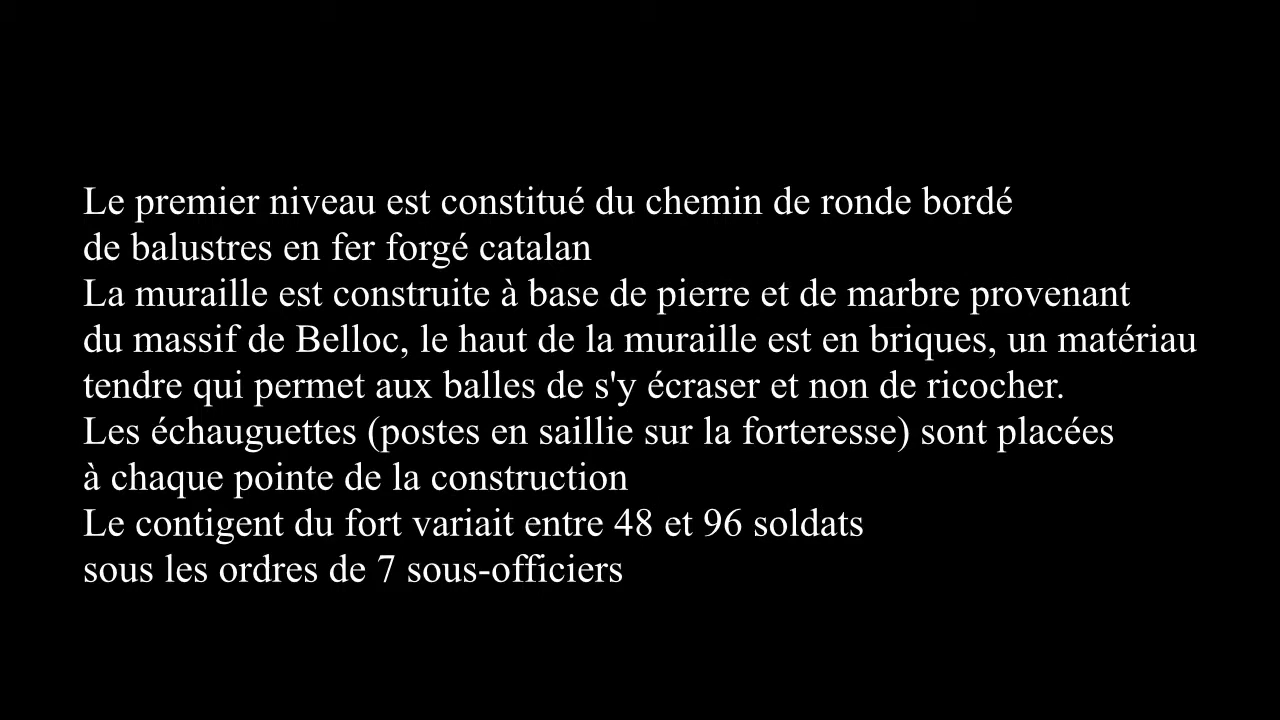 Le premier niveau est constitué du chemin de ronde bordé
de balustres en fer forgé catalan
La muraille est construite à base de pierre et de marbre provenant
du massif de Belloc, le haut de la muraille est en briques, un matériau
tendre qui permet aux balles de s'y écraser et non de ricocher.
Les échauguettes (postes en saillie sur la forteresse) sont placées
à chaque pointe de la construction
Le contigent du fort variait entre 48 et 96 soldats
sous les ordres de 7 sous-officiers